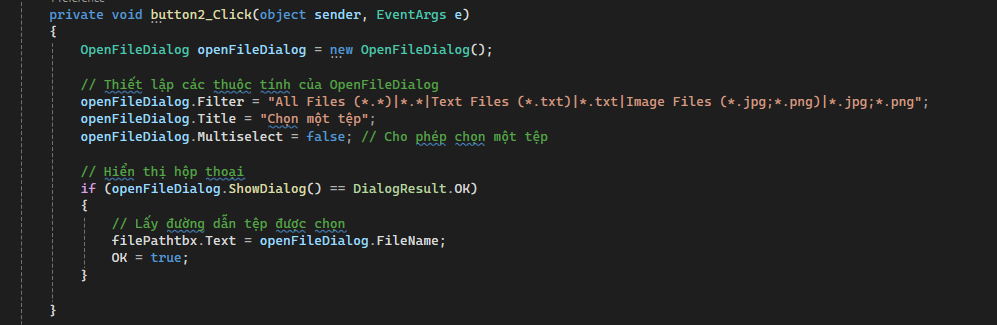 private void button2_Click(object sender, EventArgs e)
{
OpenFileDialog openFileDialog = new OpenFileDialog();
// Thiết lập các thuộc tính của OpenFileDialog
openFileDialog.Filter = "All Files (*.*)|*.*|Text Files (*.txt)|*.txt|Image Files (*.jpg;*.png)|*.jpg;*.png";
openFileDialog.Title = "Chọn một tệp";
openFileDialog.Multiselect = false; // Cho phép chọn một tệp
// Hiển thị hộp thoại
if (openFileDialog.ShowDialog() == DialogResult.OK)
{
// Lấy đường dẫn tệp được chọn
filePathtbx.Text = openFileDialog.FileName;
OK = true;
}
}